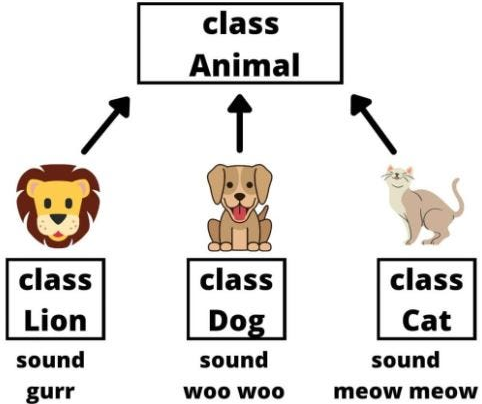 class
Animal
class
Lion
sound
gurr
class
Dog
sound
woo woo
class
Cat
sound
meow meow